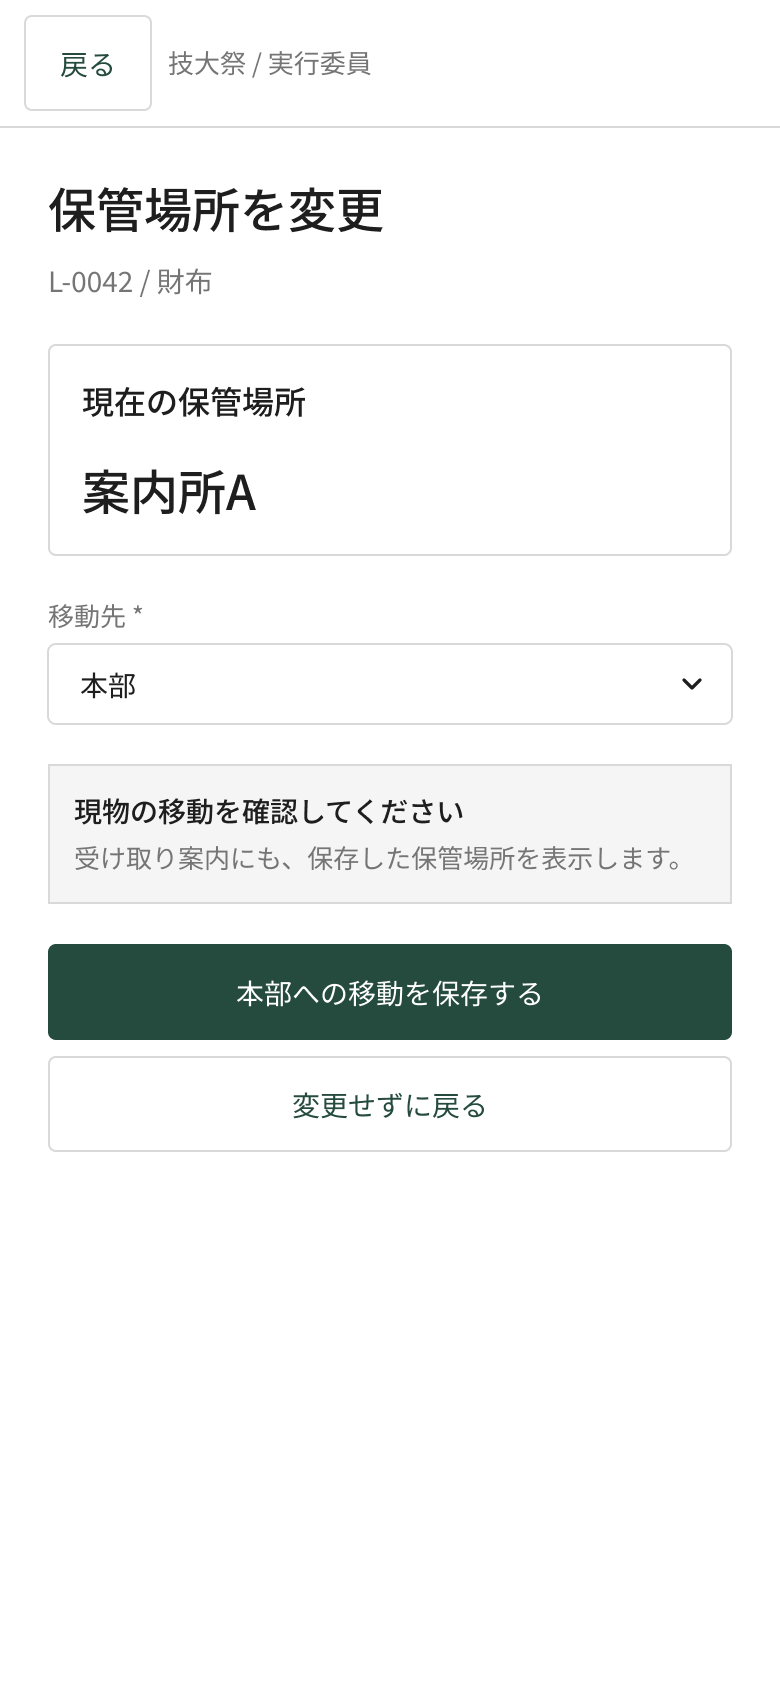 戻る
技大祭 / 実行委員
保管場所を変更
L-0042 / 財布
現在の保管場所
案内所A
移動先 *
本部
現物の移動を確認してください
受け取り案内にも、保存した保管場所を表示します。
本部への移動を保存する
変更せずに戻る